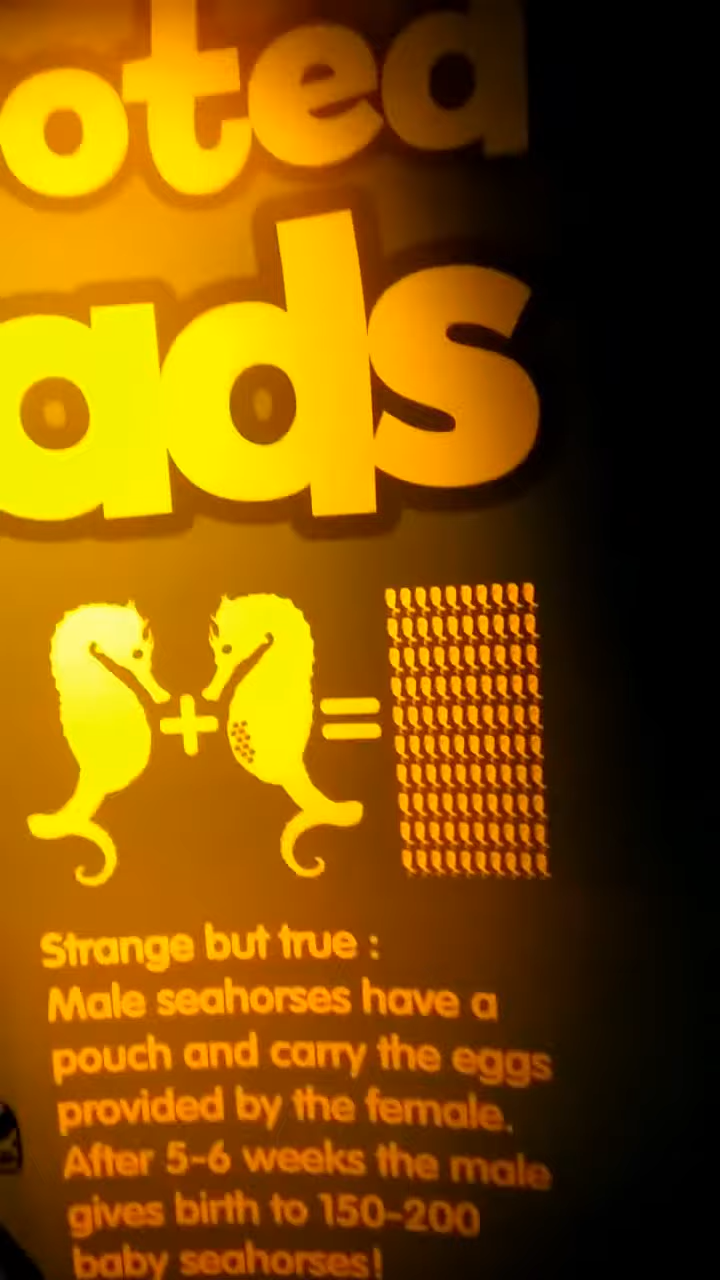 oted
ads
+ =
Strange but true :
Male seahorses have a
pouch and carry the eggs
provided by the female.
After 5-6 weeks the male
gives birth to 150-200
baby seahorses!